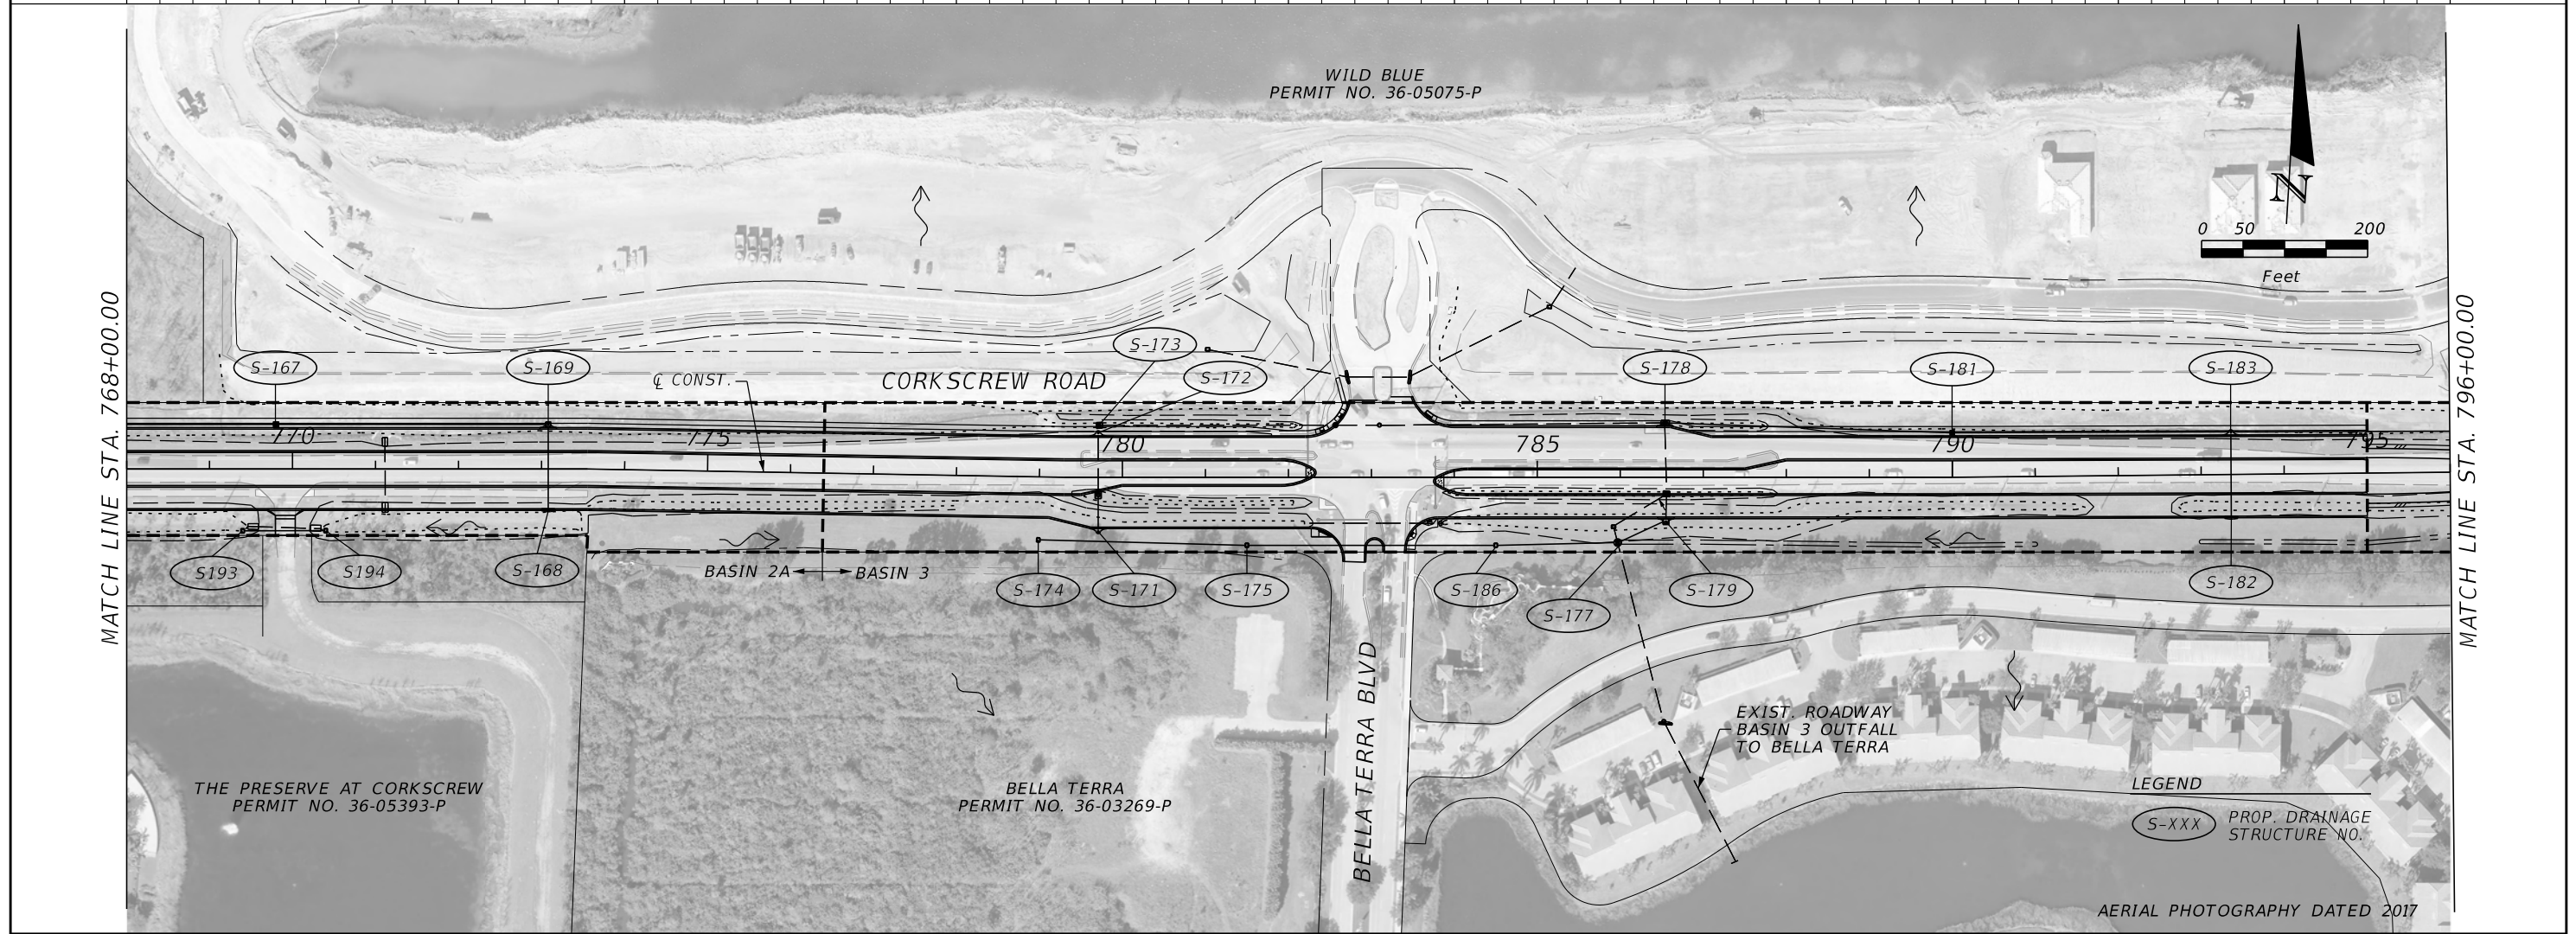 WILD BLUE
PERMIT NO. 36-05075-P
N
0 50 200
Feet
MATCH LINE STA. 768+00.00
MATCH LINE STA. 796+00.00
S-167
S-169
℄ CONST.
CORKSCREW ROAD
S-173
S-172
S-178
S-181
S-183
770
775
780
785
790
795
S193
S194
S-168
BASIN 2A
BASIN 3
S-174
S-171
S-175
S-186
S-177
S-179
S-182
BELLA TERRA BLVD
EXIST. ROADWAY
BASIN 3 OUTFALL
TO BELLA TERRA
THE PRESERVE AT CORKSCREW
PERMIT NO. 36-05393-P
BELLA TERRA
PERMIT NO. 36-03269-P
LEGEND
S-XXX
PROP. DRAINAGE
STRUCTURE NO.
AERIAL PHOTOGRAPHY DATED 2017